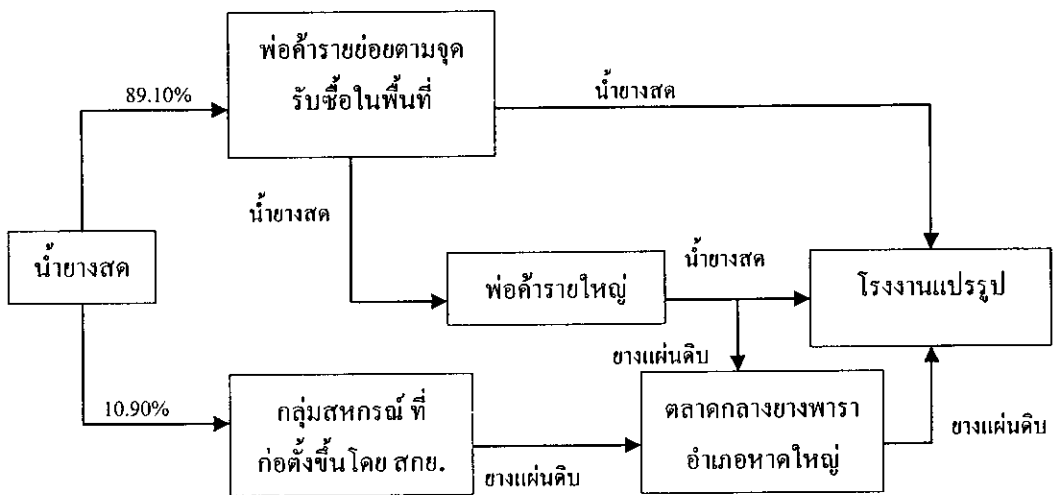 พ่อค้ารายย่อยตามจุด
รับซื้อในพื้นที่
89.10%
น้ำยางสด
น้ำยางสด
น้ำยางสด
พ่อค้ารายใหญ่
น้ำยางสด
โรงงานแปรรูป
ยางแผ่นดิบ
10.90%
กลุ่มสหกรณ์ ที่
ก่อตั้งขึ้นโดย สกย.
ยางแผ่นดิบ
ตลาดกลางยางพารา
อำเภอหาดใหญ่
ยางแผ่นดิบ